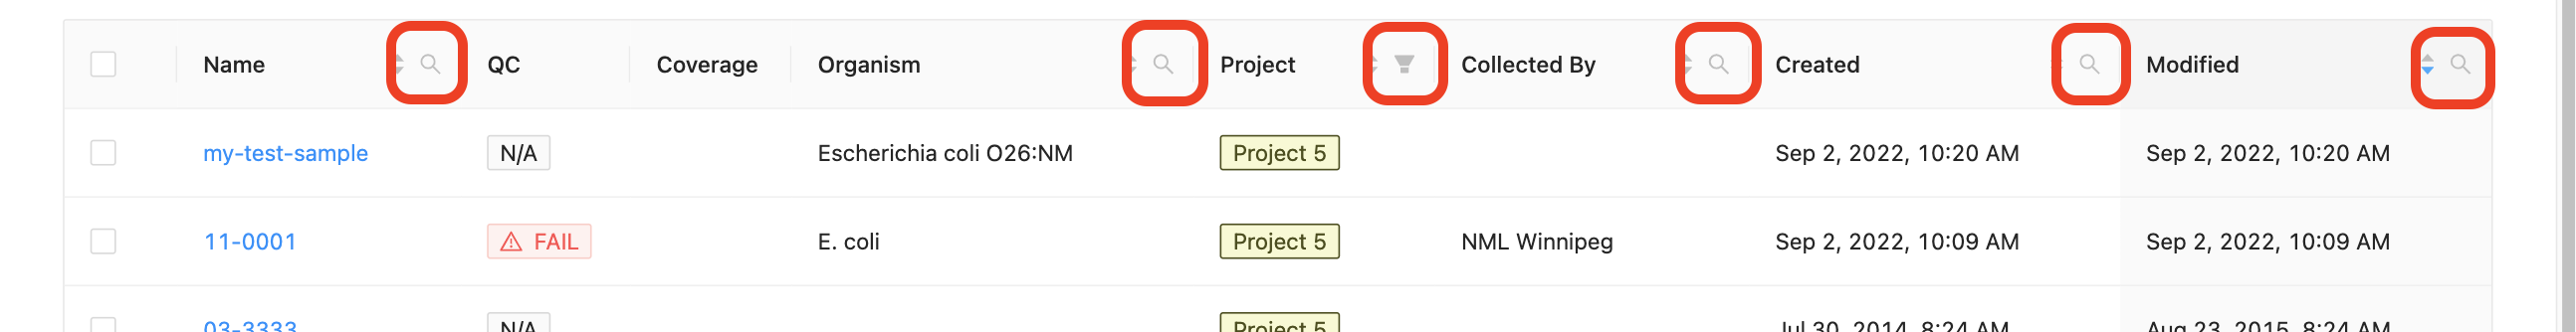 Name QC Coverage Organism Project Collected By Created Modified
my-test-sample N/A Escherichia coli O26:NM Project 5 Sep 2, 2022, 10:20 AM Sep 2, 2022, 10:20 AM
11-0001 FAIL E. coli Project 5 NML Winnipeg Sep 2, 2022, 10:09 AM Sep 2, 2022, 10:09 AM
03-3333 N/A Project 5 Jul 30, 2014, 8:24 AM Aug 23, 2015, 8:24 AM